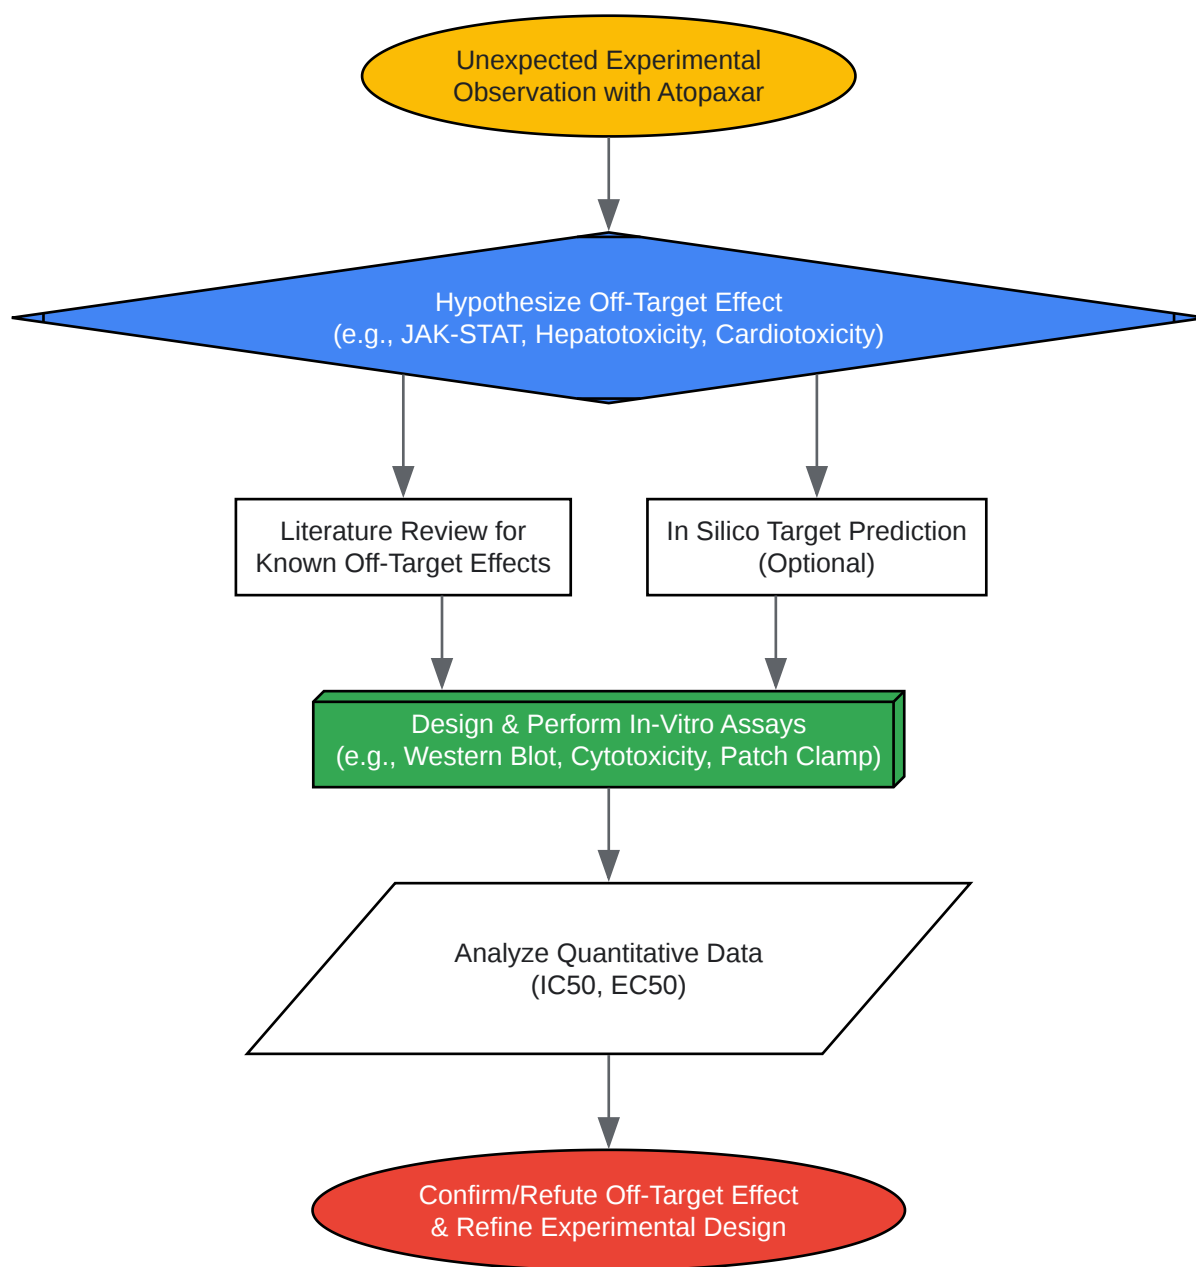 Unexpected Experimental
Observation with Atopaxar
Hypothesize Off-Target Effect
(e.g., JAK-STAT, Hepatotoxicity, Cardiotoxicity)
Literature Review for
Known Off-Target Effects
In Silico Target Prediction
(Optional)
Design & Perform In-Vitro Assays
(e.g., Western Blot, Cytotoxicity, Patch Clamp)
Analyze Quantitative Data
(IC50, EC50)
Confirm/Refute Off-Target Effect
& Refine Experimental Design